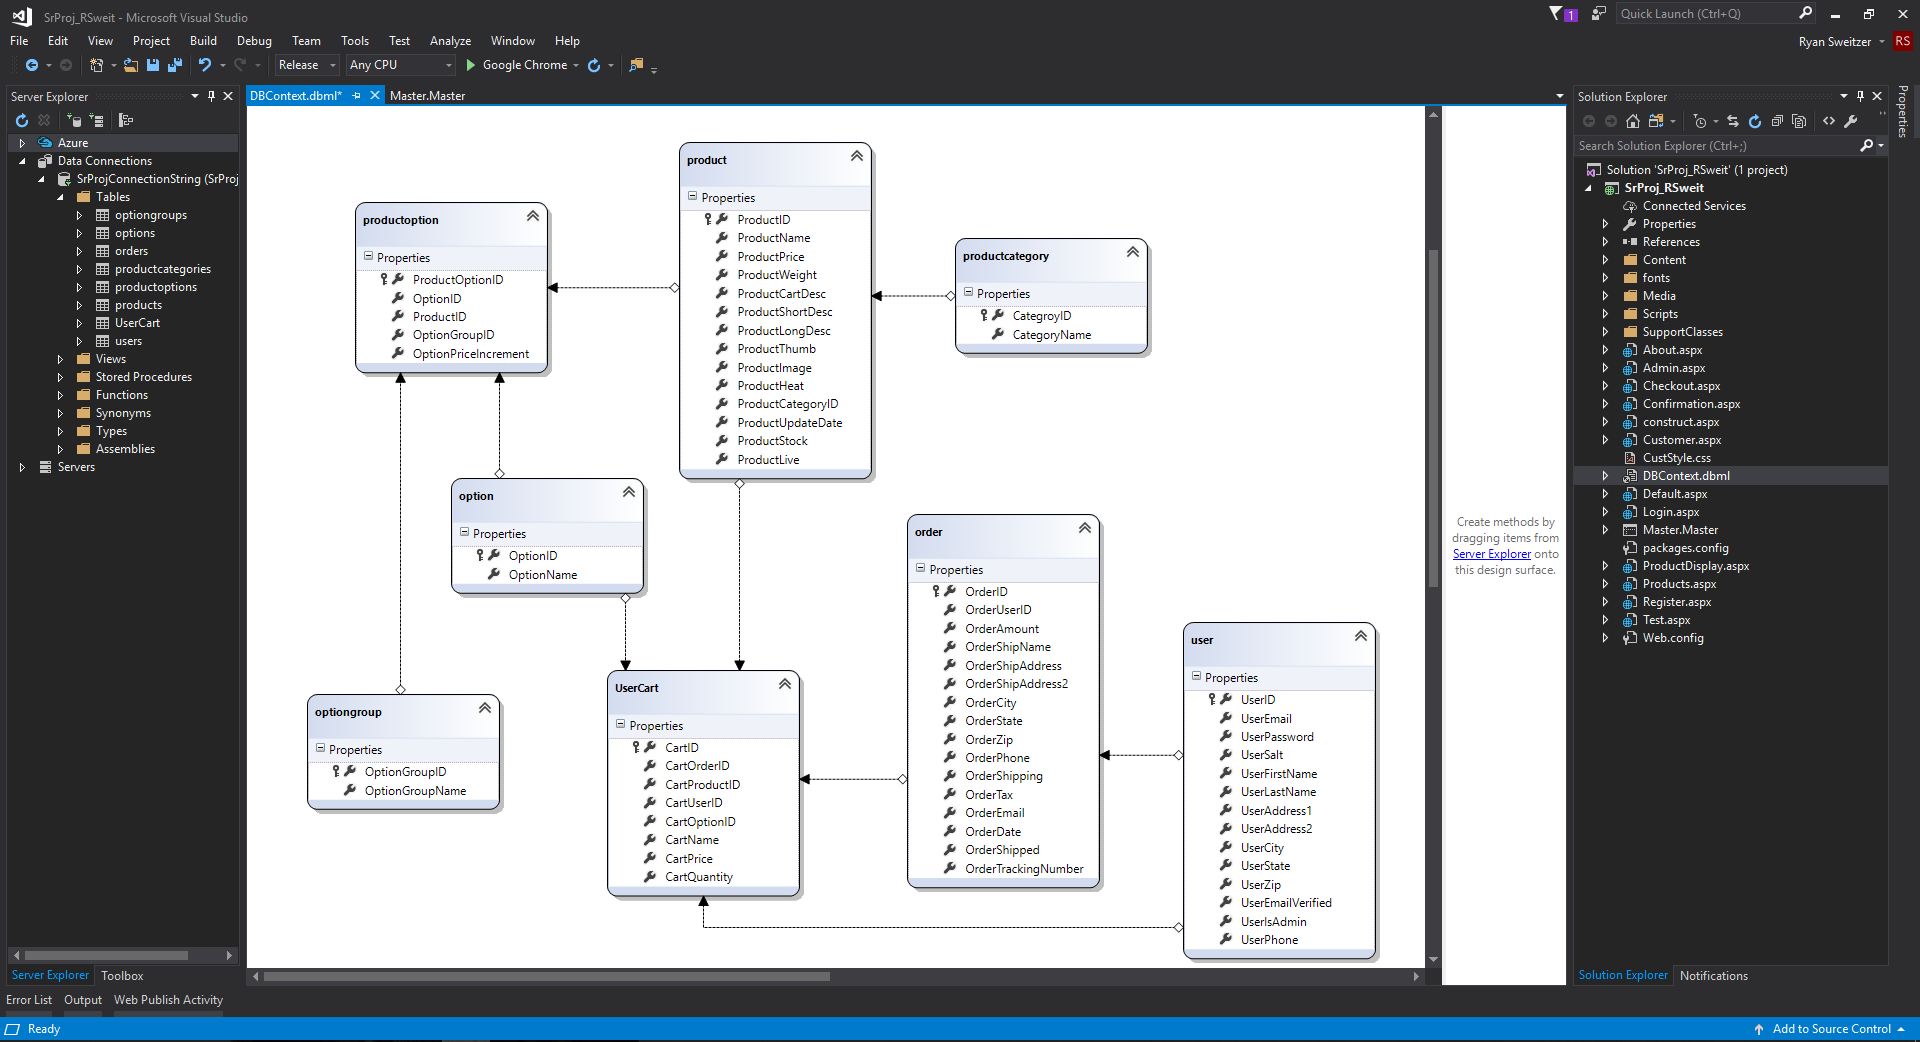 SrProj_RSweit - Microsoft Visual Studio
1
Quick Launch (Ctrl+Q)
File Edit View Project Build Debug Team Tools Test Analyze Window Help
Ryan Sweitzer RS
Release Any CPU Google Chrome
Server Explorer
Azure
Data Connections
SrProjConnectionString (SrProj
Tables
optiongroups
options
orders
productcategories
productoptions
products
UserCart
users
Views
Stored Procedures
Functions
Synonyms
Types
Assemblies
Servers
Server Explorer Toolbox
DBContext.dbml* Master.Master
product
Properties
ProductID
ProductName
ProductPrice
ProductWeight
ProductCartDesc
ProductShortDesc
ProductLongDesc
ProductThumb
ProductImage
ProductHeat
ProductCategoryID
ProductUpdateDate
ProductStock
ProductLive
productoption
Properties
ProductOptionID
OptionID
ProductID
OptionGroupID
OptionPriceIncrement
productcategory
Properties
CategroyID
CategoryName
option
Properties
OptionID
OptionName
order
Properties
OrderID
OrderUserID
OrderAmount
OrderShipName
OrderShipAddress
OrderShipAddress2
OrderCity
OrderState
OrderZip
OrderPhone
OrderShipping
OrderTax
OrderEmail
OrderDate
OrderShipped
OrderTrackingNumber
user
Properties
UserID
UserEmail
UserPassword
UserSalt
UserFirstName
UserLastName
UserAddress1
UserAddress2
UserCity
UserState
UserZip
UserEmailVerified
UserIsAdmin
UserPhone
UserCart
Properties
CartID
CartOrderID
CartProductID
CartUserID
CartOptionID
CartName
CartPrice
CartQuantity
optiongroup
Properties
OptionGroupID
OptionGroupName
Create methods by
dragging items from
Server Explorer onto
this design surface.
Solution Explorer
Search Solution Explorer (Ctrl+;)
Solution 'SrProj_RSweit' (1 project)
SrProj_RSweit
Connected Services
Properties
References
Content
fonts
Media
Scripts
SupportClasses
About.aspx
Admin.aspx
Checkout.aspx
Confirmation.aspx
construct.aspx
Customer.aspx
CustStyle.css
DBContext.dbml
Default.aspx
Login.aspx
Master.Master
packages.config
ProductDisplay.aspx
Products.aspx
Register.aspx
Test.aspx
Web.config
Solution Explorer Notifications
Properties
Error List Output Web Publish Activity
Ready
Add to Source Control